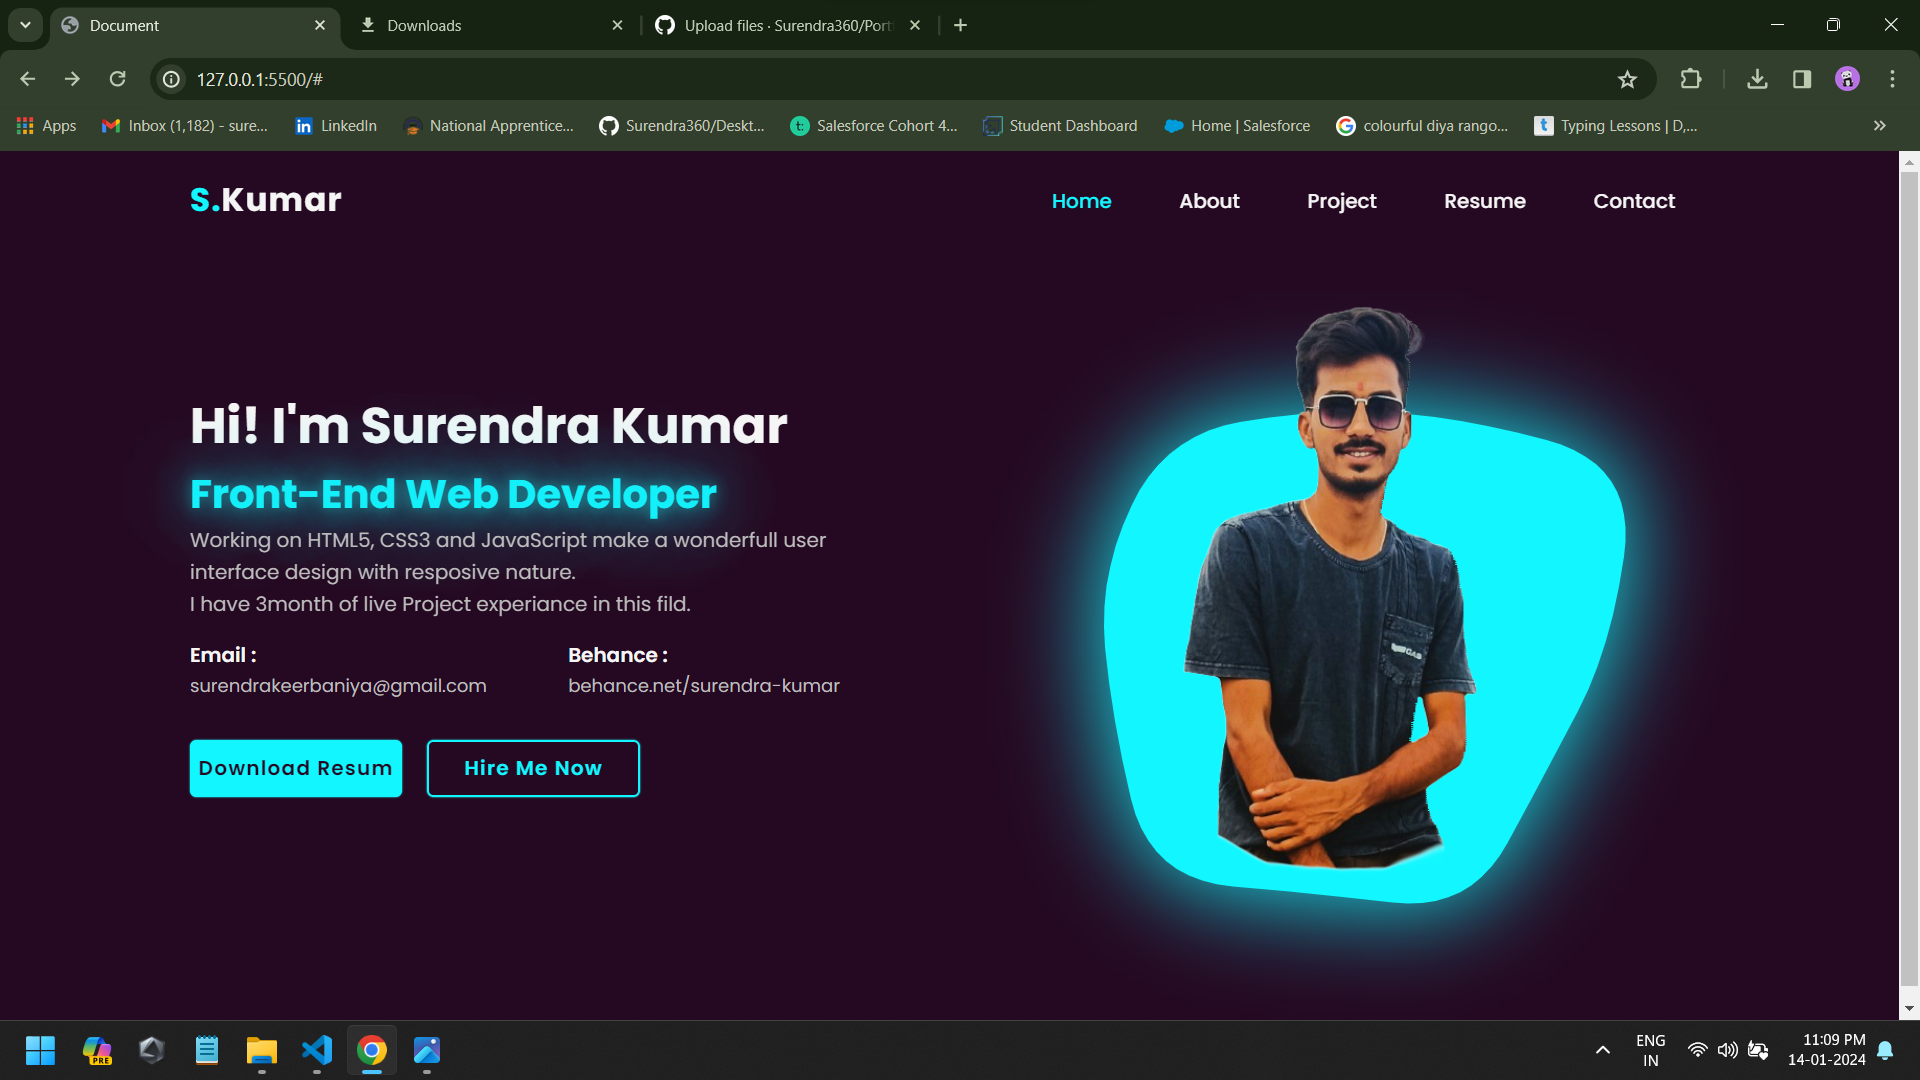 Document
Downloads
Upload files · Surendra360/Port
127.0.0.1:5500/#
Apps
Inbox (1,182) - sure...
LinkedIn
National Apprentice...
Surendra360/Deskt...
Salesforce Cohort 4...
Student Dashboard
Home | Salesforce
colourful diya rango...
Typing Lessons | D,...
S.Kumar
Home
About
Project
Resume
Contact
Hi! I'm Surendra Kumar
Front-End Web Developer
Working on HTML5, CSS3 and JavaScript make a wonderfull user
interface design with resposive nature.
I have 3month of live Project experiance in this fild.
Email :
surendrakeerbaniya@gmail.com
Behance :
behance.net/surendra-kumar
Download Resum
Hire Me Now
PRE
ENG
IN
11:09 PM
14-01-2024